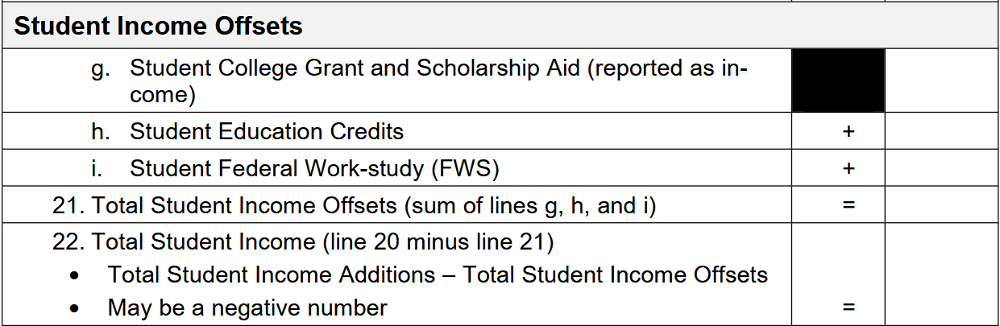 Student Income Offsets
g. Student College Grant and Scholarship Aid (reported as in-
come)
h. Student Education Credits +
i. Student Federal Work-study (FWS) +
21. Total Student Income Offsets (sum of lines g, h, and i) =
22. Total Student Income (line 20 minus line 21)
• Total Student Income Additions – Total Student Income Offsets
• May be a negative number =